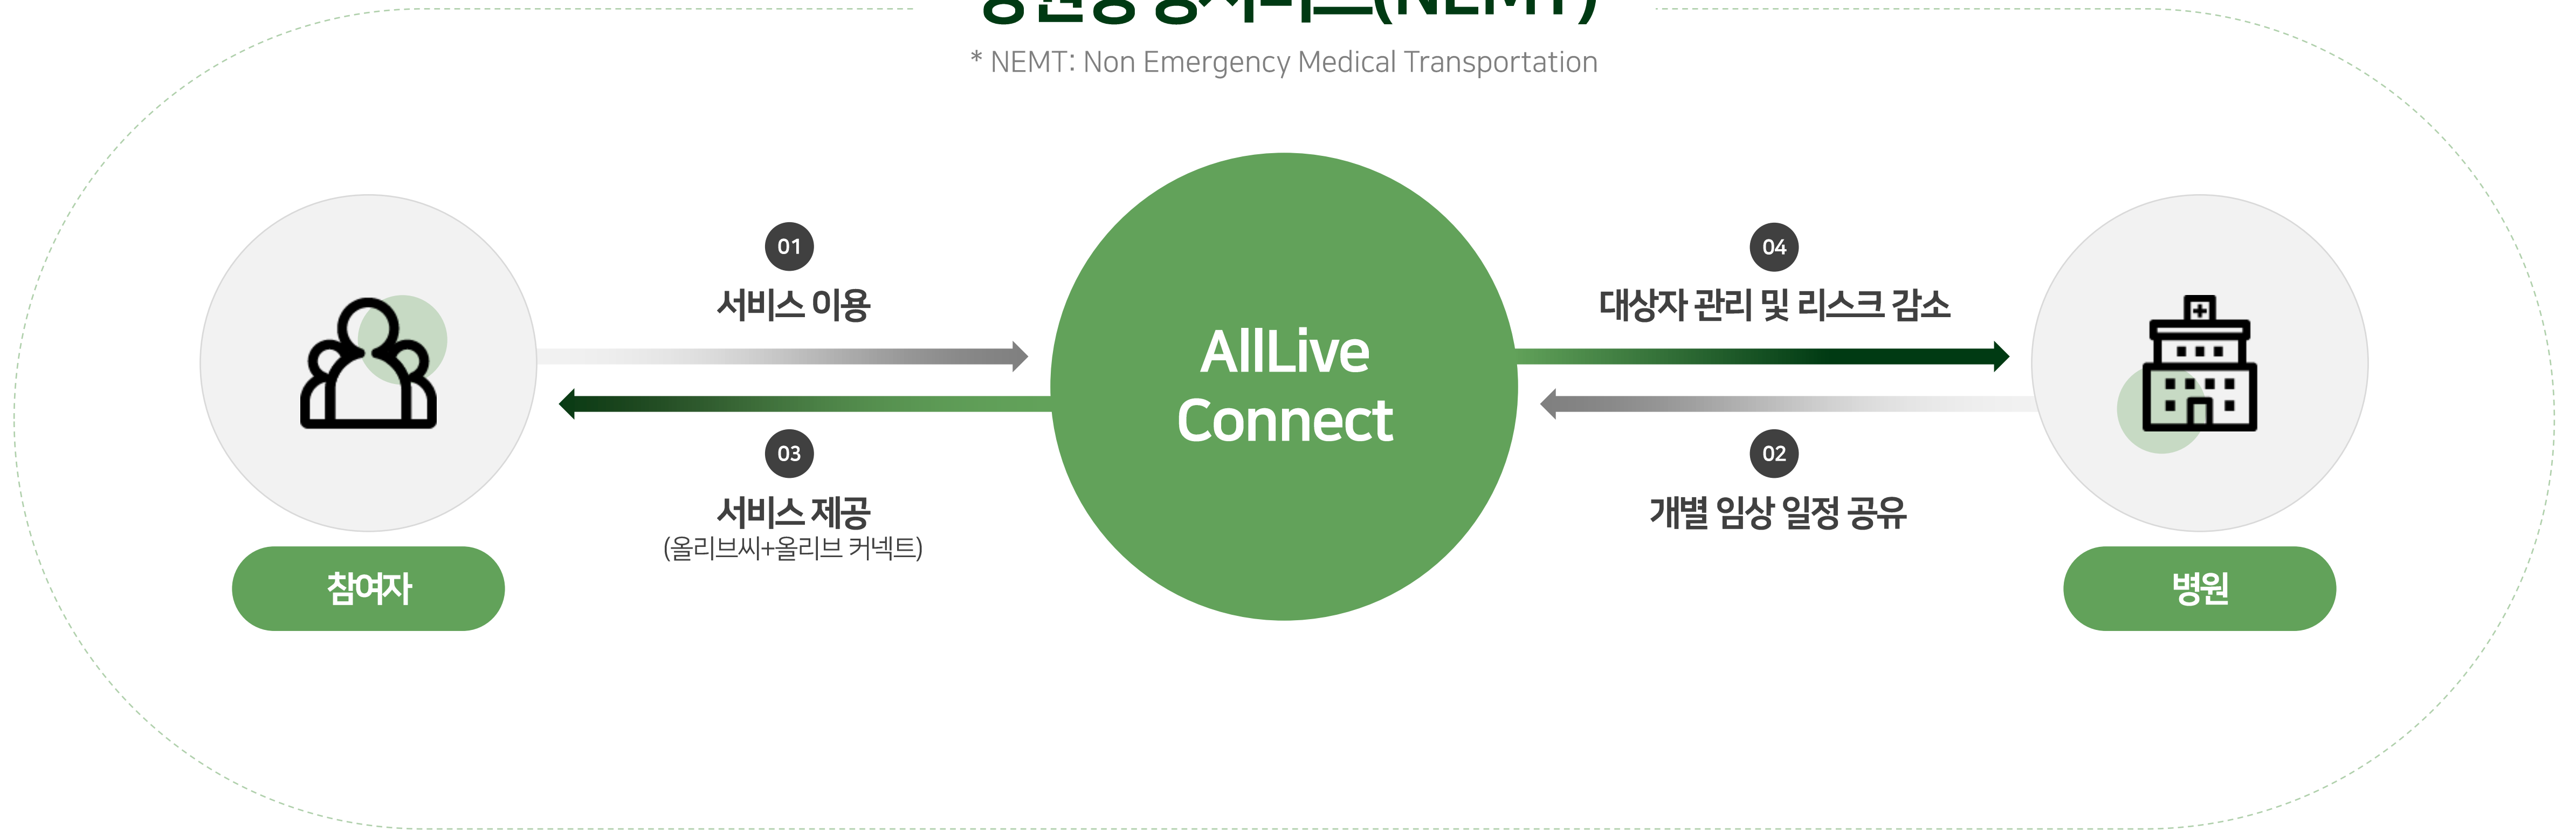 (NEMT)
* NEMT: Non Emergency Medical Transportation
01
서비스 이용
04
대상자 관리 및 리스크 감소
AllLive
Connect
03
서비스 제공
(올리브씨+올리브 커넥트)
02
개별 임상 일정 공유
참여자
병원